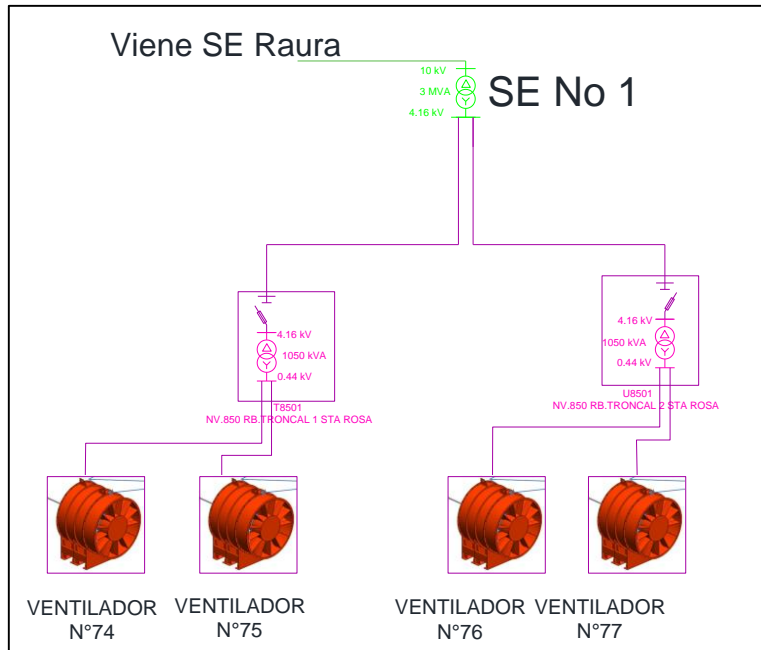 Viene SE Raura
10 kV
3 MVA
4.16 kV
SE No 1
4.16 kV
1050 kVA
0.44 kV
T8501
NV.850 RB.TRONCAL 1 STA ROSA
4.16 kV
1050 kVA
0.44 kV
U8501
NV.850 RB.TRONCAL 2 STA ROSA
VENTILADOR
N°74
VENTILADOR
N°75
VENTILADOR
N°76
VENTILADOR
N°77